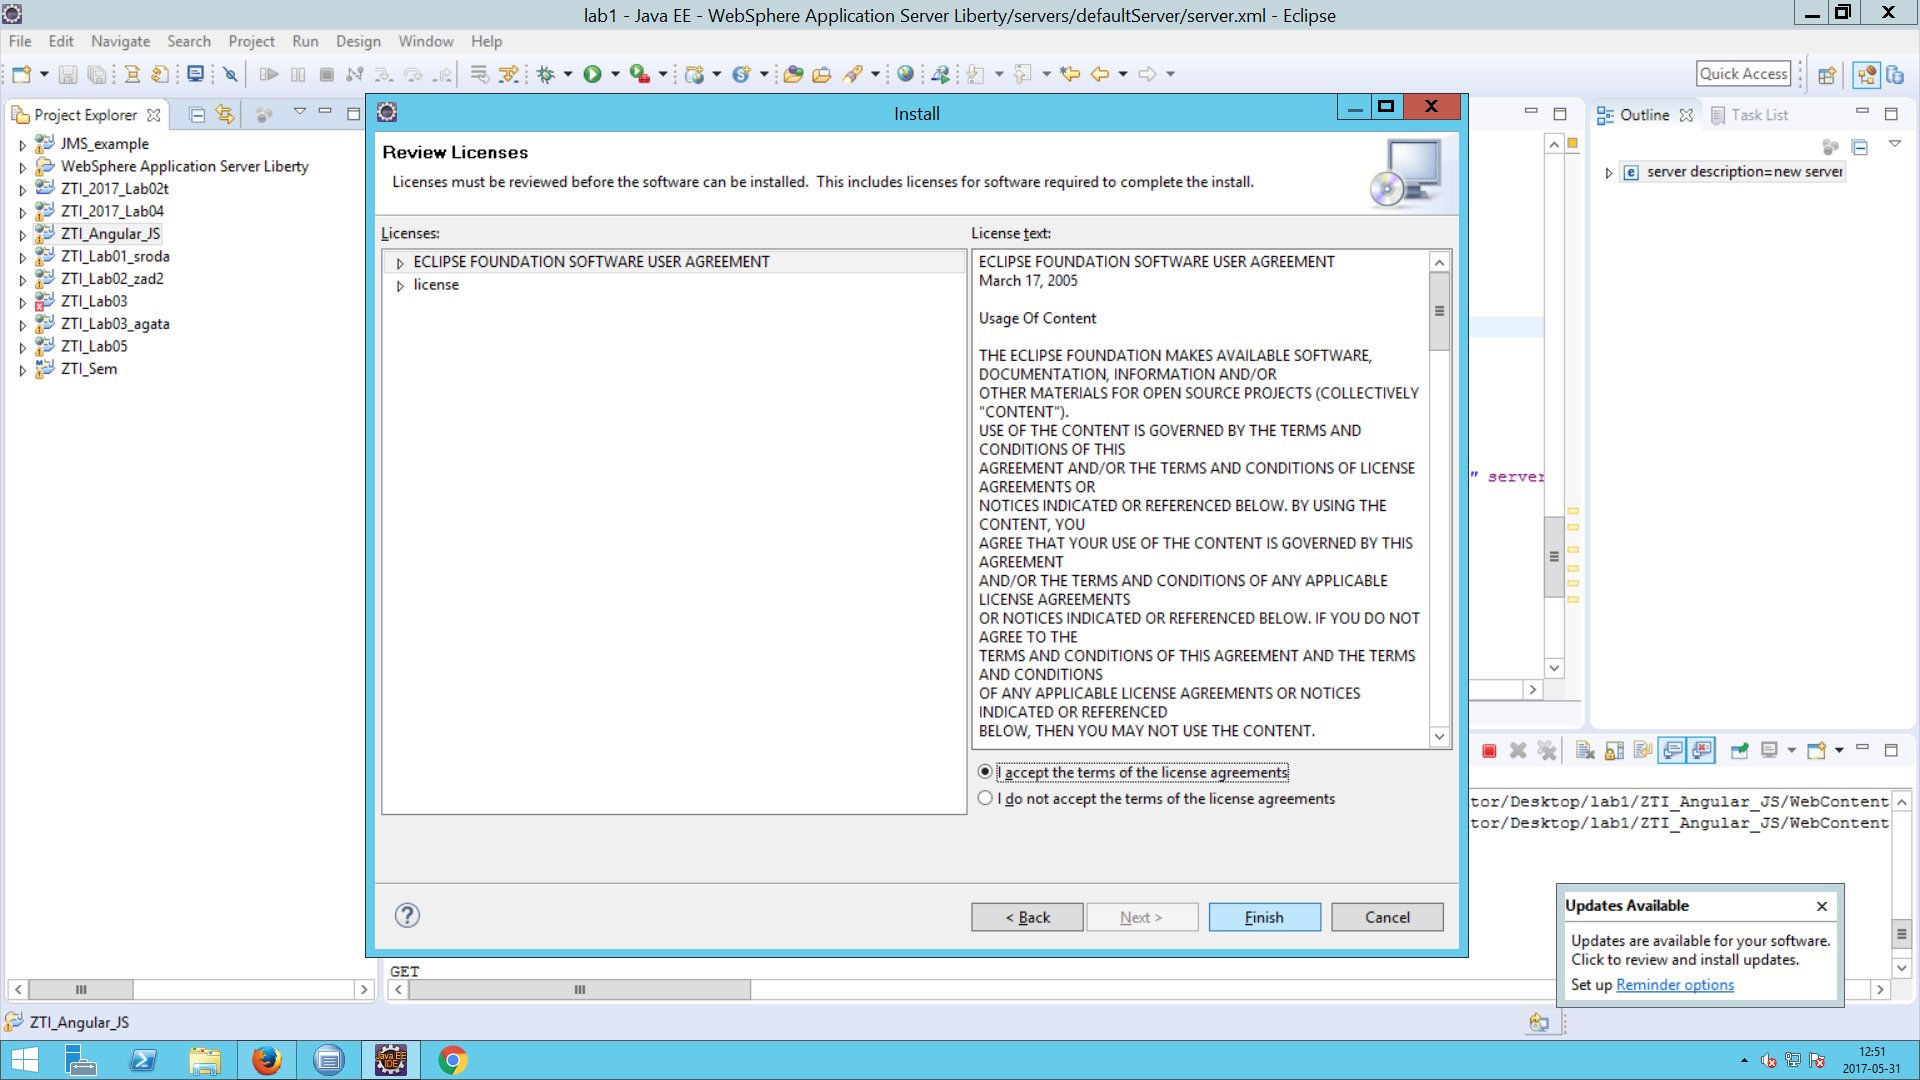 lab1 - Java EE - WebSphere Application Server Liberty/servers/defaultServer/server.xml - Eclipse
File Edit Navigate Search Project Run Design Window Help
Quick Access
Project Explorer
JMS_example
WebSphere Application Server Liberty
ZTI_2017_Lab02t
ZTI_2017_Lab04
ZTI_Angular_JS
ZTI_Lab01_sroda
ZTI_Lab02_zad2
ZTI_Lab03
ZTI_Lab03_agata
ZTI_Lab05
ZTI_Sem
Install
Review Licenses
Licenses must be reviewed before the software can be installed. This includes licenses for software required to complete the install.
Licenses:
ECLIPSE FOUNDATION SOFTWARE USER AGREEMENT
license
License text:
ECLIPSE FOUNDATION SOFTWARE USER AGREEMENT
March 17, 2005
Usage Of Content
THE ECLIPSE FOUNDATION MAKES AVAILABLE SOFTWARE,
DOCUMENTATION, INFORMATION AND/OR
OTHER MATERIALS FOR OPEN SOURCE PROJECTS (COLLECTIVELY
"CONTENT").
USE OF THE CONTENT IS GOVERNED BY THE TERMS AND
CONDITIONS OF THIS
AGREEMENT AND/OR THE TERMS AND CONDITIONS OF LICENSE
AGREEMENTS OR
NOTICES INDICATED OR REFERENCED BELOW. BY USING THE
CONTENT, YOU
AGREE THAT YOUR USE OF THE CONTENT IS GOVERNED BY THIS
AGREEMENT
AND/OR THE TERMS AND CONDITIONS OF ANY APPLICABLE
LICENSE AGREEMENTS
OR NOTICES INDICATED OR REFERENCED BELOW. IF YOU DO NOT
AGREE TO THE
TERMS AND CONDITIONS OF THIS AGREEMENT AND THE TERMS
AND CONDITIONS
OF ANY APPLICABLE LICENSE AGREEMENTS OR NOTICES
INDICATED OR REFERENCED
BELOW, THEN YOU MAY NOT USE THE CONTENT.
I accept the terms of the license agreements
I do not accept the terms of the license agreements
< Back
Next >
Finish
Cancel
Outline
Task List
server description=new server
" server
tor/Desktop/lab1/ZTI_Angular_JS/WebContent
tor/Desktop/lab1/ZTI_Angular_JS/WebContent
GET
Updates Available
Updates are available for your software.
Click to review and install updates.
Set up Reminder options
ZTI_Angular_JS
Java EE
IDE
12:51
2017-05-31